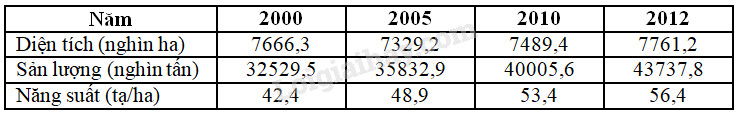 Năm 2000 2005 2010 2012
Diện tích (nghìn ha) 7666,3 7329,2 7489,4 7761,2
Sản lượng (nghìn tấn) 32529,5 35832,9 40005,6 43737,8
Năng suất (tạ/ha) 42,4 48,9 53,4 56,4
Loigiaihay.com